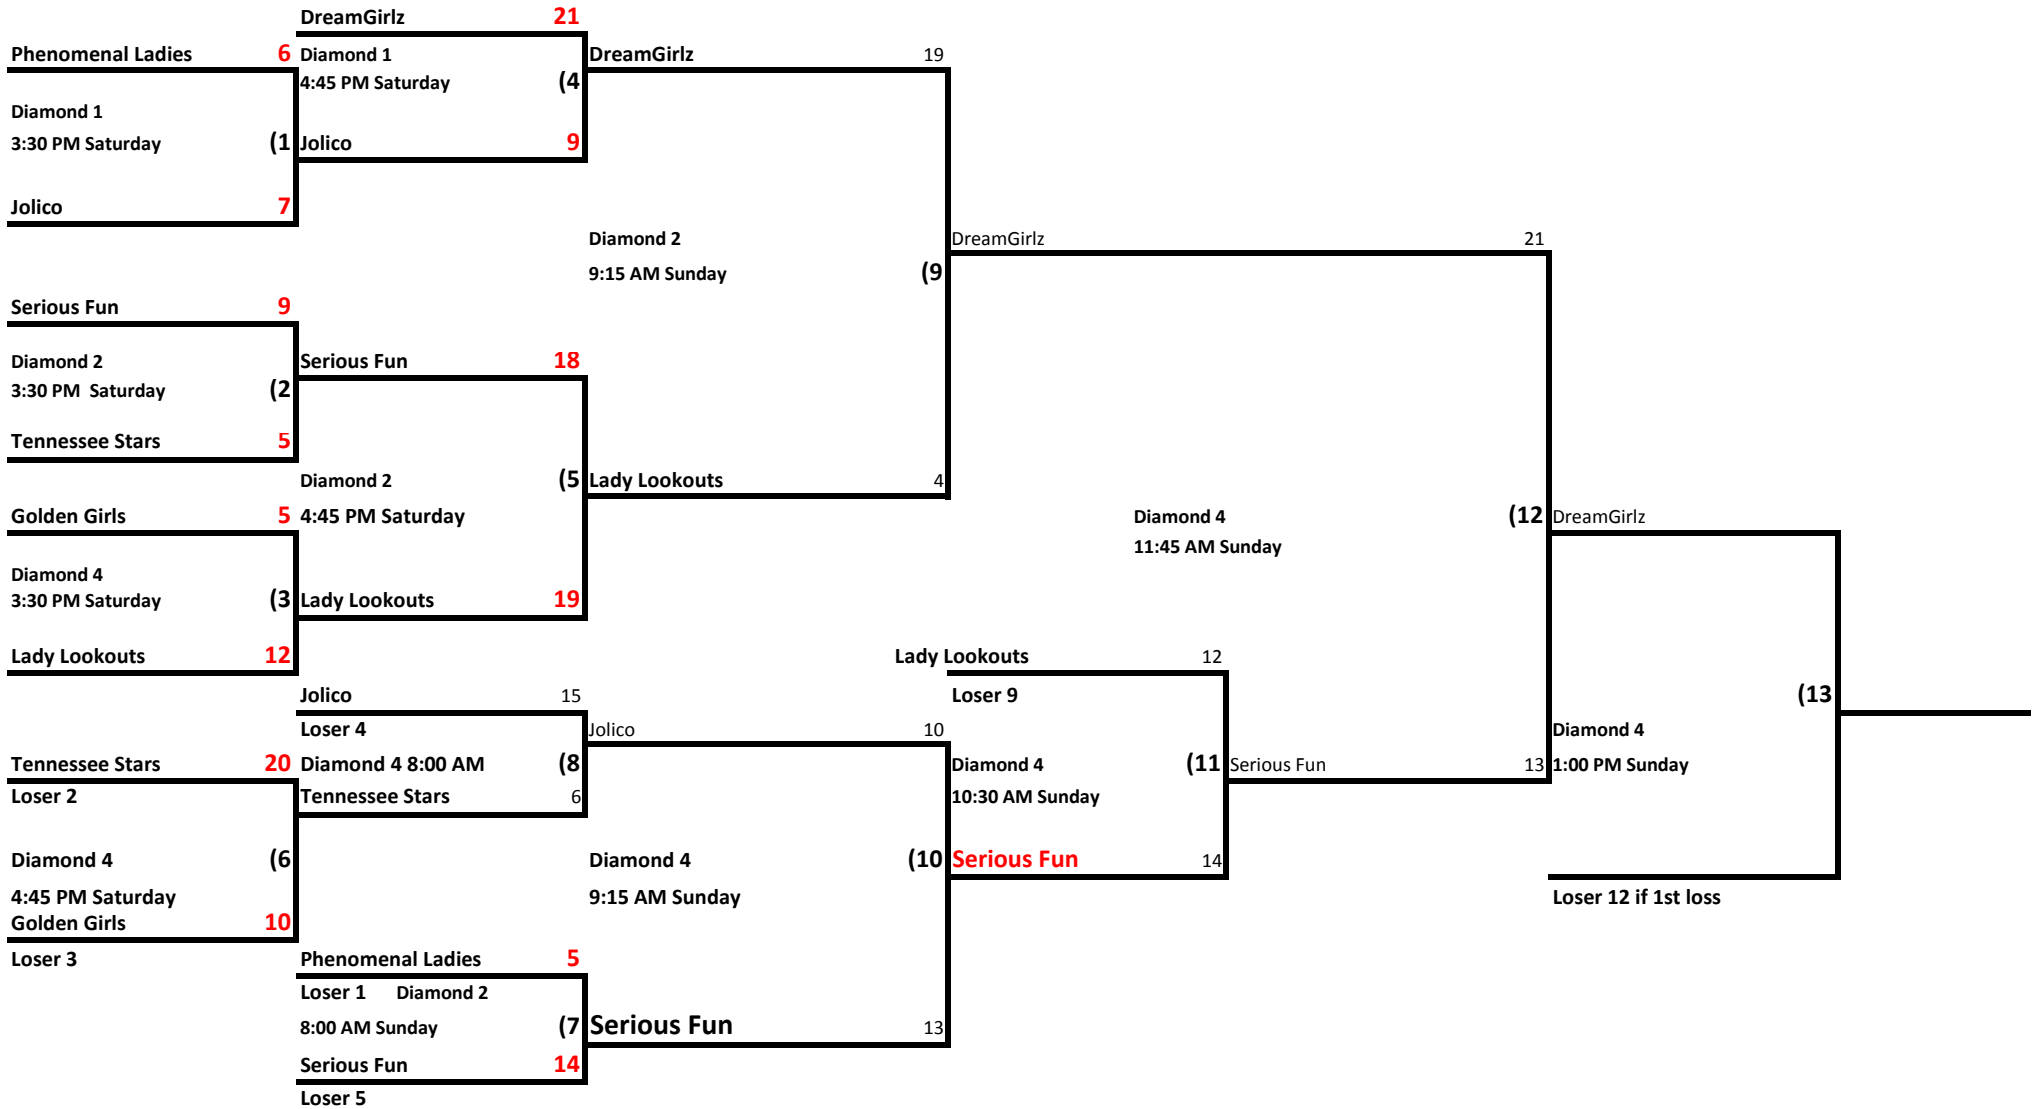 DreamGirlz 21
Phenomenal Ladies 6 Diamond 1 DreamGirlz 19
4:45 PM Saturday (4
Diamond 1
3:30 PM Saturday (1 Jolico 9
Jolico 7
Diamond 2 DreamGirlz 21
9:15 AM Sunday (9
Serious Fun 9
Diamond 2 Serious Fun 18
3:30 PM  Saturday (2
Tennessee Stars 5
Diamond 2 (5 Lady Lookouts 4
Golden Girls 5 4:45 PM Saturday Diamond 4 (12 DreamGirlz
11:45 AM Sunday
Diamond 4
3:30 PM Saturday (3 Lady Lookouts 19
Lady Lookouts 12 Lady Lookouts 12
Jolico 15 Loser 9 (13
Loser 4 Jolico 10 Diamond 4
Tennessee Stars 20 Diamond 4 8:00 AM (8 Diamond 4 (11 Serious Fun 13 1:00 PM Sunday
Loser 2 Tennessee Stars 6 10:30 AM Sunday
Diamond 4 (6 Diamond 4 (10 Serious Fun 14
4:45 PM Saturday 9:15 AM Sunday Loser 12 if 1st loss
Golden Girls 10
Loser 3 Phenomenal Ladies 5
Loser 1 Diamond 2
8:00 AM Sunday (7 Serious Fun 13
Serious Fun 14
Loser 5